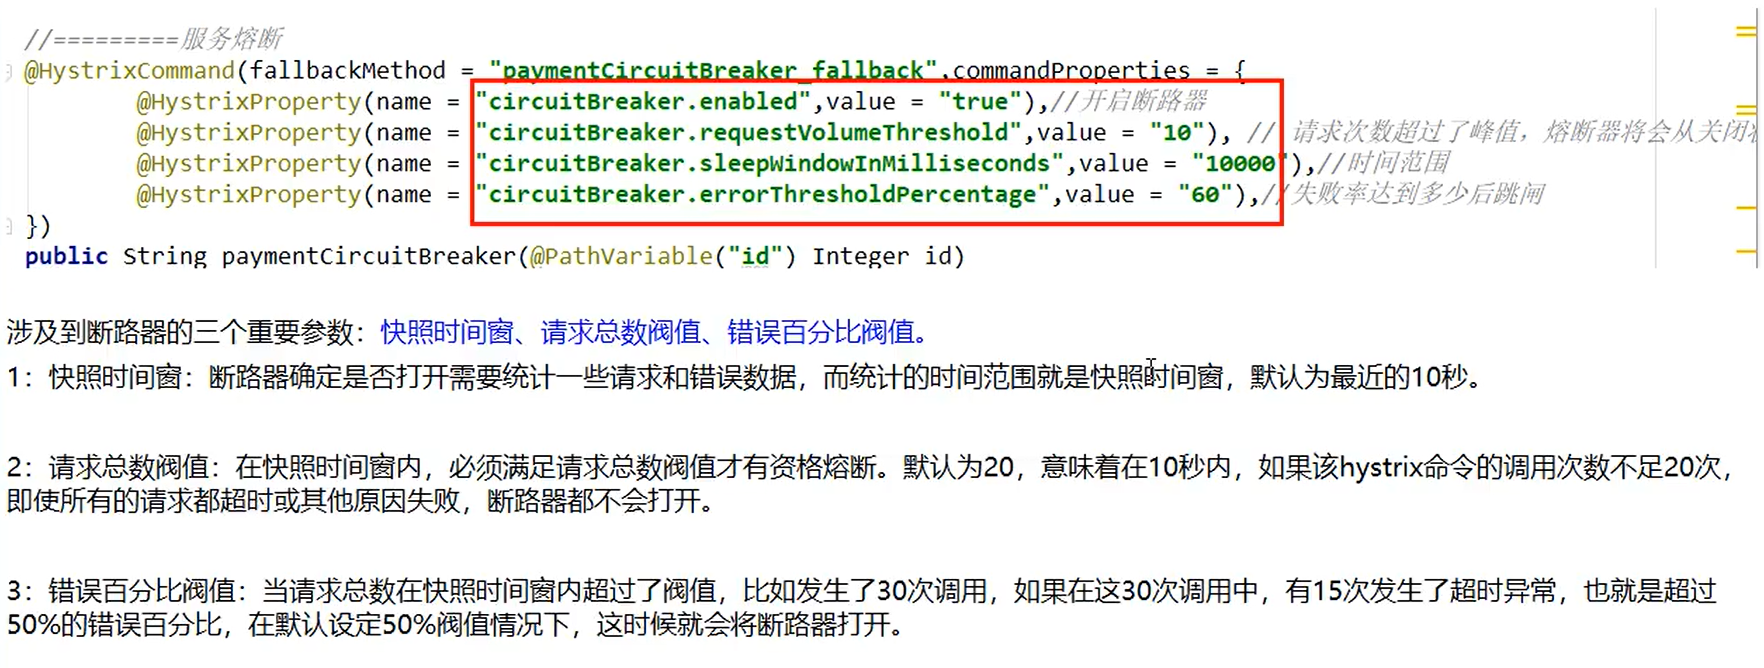 //=========服务熔断
@HystrixCommand(fallbackMethod = "paymentCircuitBreaker_fallback",commandProperties = {
@HystrixProperty(name = "circuitBreaker.enabled",value = "true"),//开启断路器
@HystrixProperty(name = "circuitBreaker.requestVolumeThreshold",value = "10"), // 请求次数超过了峰值，熔断器将会从关闭
@HystrixProperty(name = "circuitBreaker.sleepWindowInMilliseconds",value = "10000"),//时间范围
@HystrixProperty(name = "circuitBreaker.errorThresholdPercentage",value = "60"),//失败率达到多少后跳闸
})
public String paymentCircuitBreaker(@PathVariable("id") Integer id)
涉及到断路器的三个重要参数：快照时间窗、请求总数阀值、错误百分比阀值。
1：快照时间窗：断路器确定是否打开需要统计一些请求和错误数据，而统计的时间范围就是快照时间窗，默认为最近的10秒。
2：请求总数阀值：在快照时间窗内，必须满足请求总数阀值才有资格熔断。默认为20，意味着在10秒内，如果该hystrix命令的调用次数不足20次，
即使所有的请求都超时或其他原因失败，断路器都不会打开。
3：错误百分比阀值：当请求总数在快照时间窗内超过了阀值，比如发生了30次调用，如果在这30次调用中，有15次发生了超时异常，也就是超过
50%的错误百分比，在默认设定50%阀值情况下，这时候就会将断路器打开。